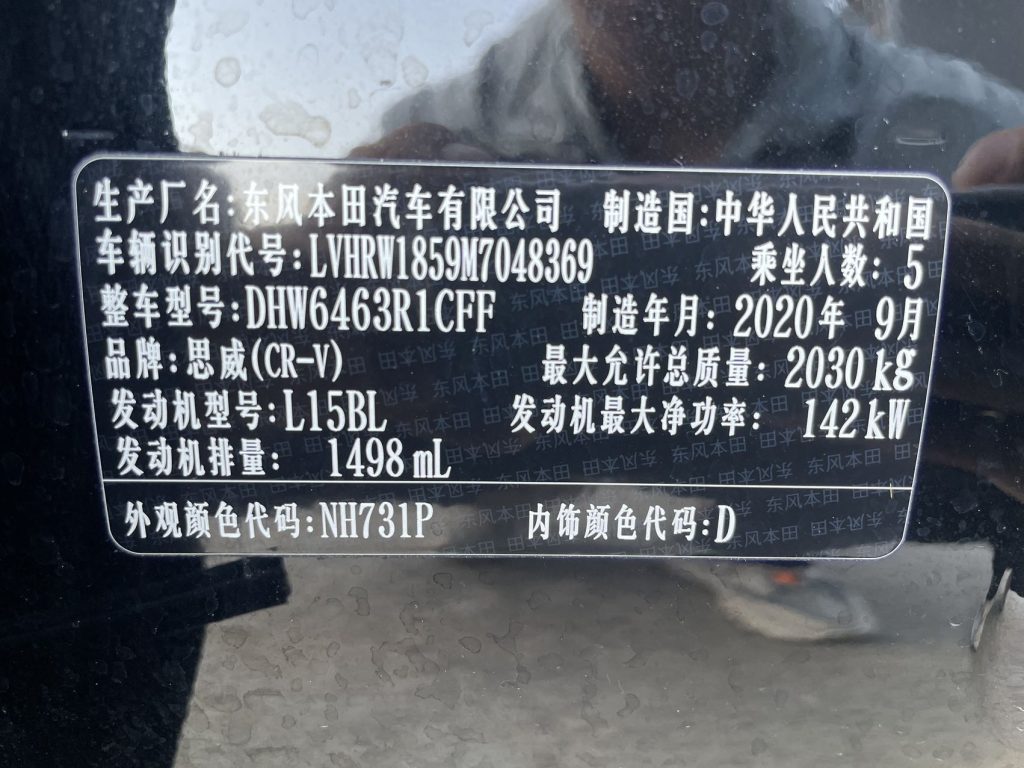 生产厂名:东风本田汽车有限公司 制造国:中华人民共和国
车辆识别代号:LVHRW1859M7048369 乘坐人数: 5
整车型号:DHW6463R1CFF 制造年月: 2020年 9月
品牌:思威(CR-V) 最大允许总质量: 2030 kg
发动机型号:L15BL 发动机最大净功率: 142 kW
发动机排量: 1498 mL
外观颜色代码:NH731P 内饰颜色代码:D